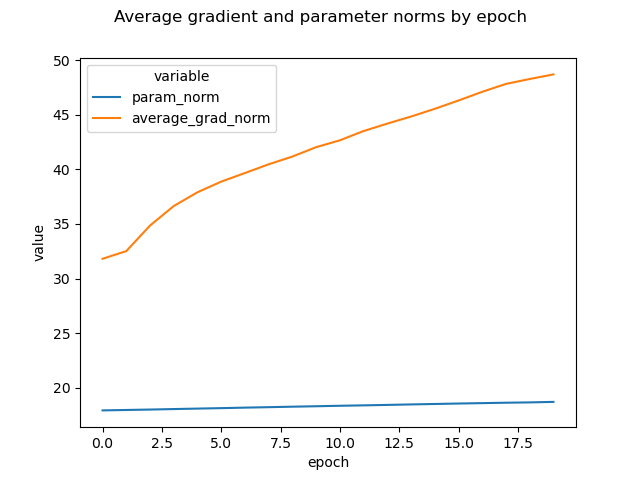 Average gradient and parameter norms by epoch
50
45
40
35
30
25
20
value
variable
param_norm
average_grad_norm
0.0 2.5 5.0 7.5 10.0 12.5 15.0 17.5
epoch